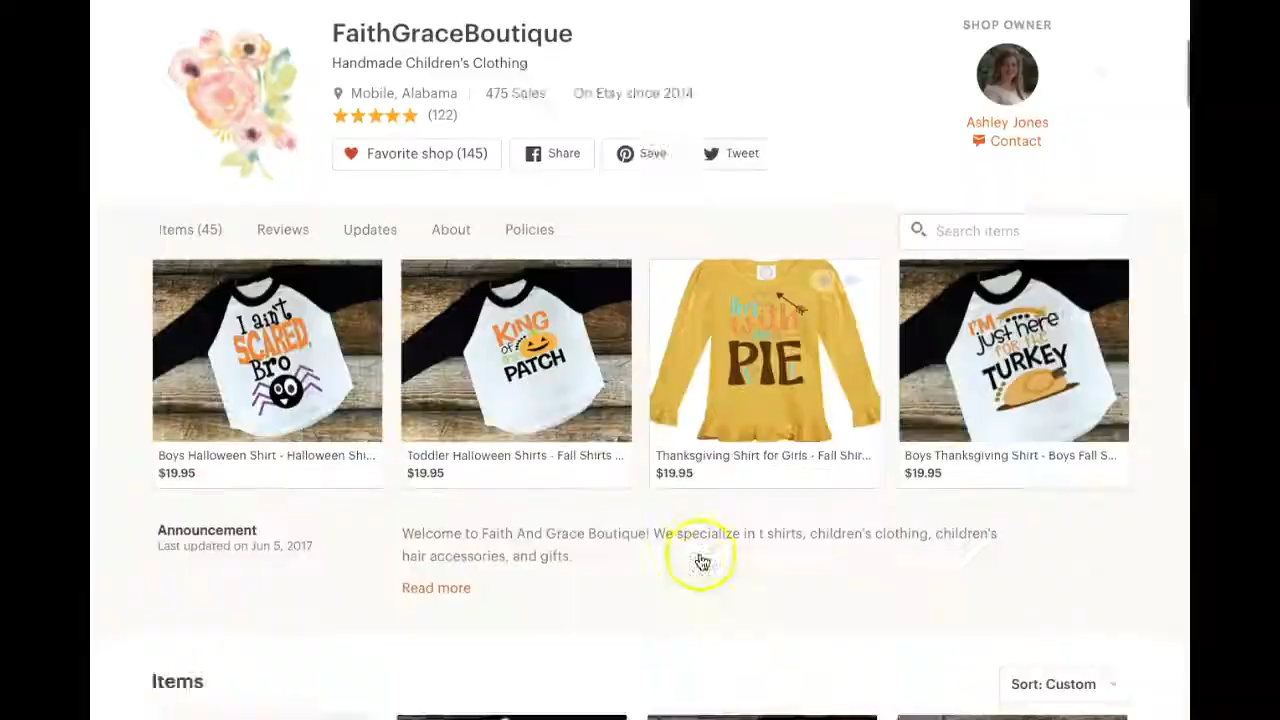 FaithGraceBoutique
Handmade Children's Clothing
Mobile, Alabama 475 Sales On Etsy since 2014
(122)
Favorite shop (145) Share Save Tweet
SHOP OWNER
Ashley Jones
Contact
Items (45) Reviews Updates About Policies
Search items
I ain't
SCARED,
Bro
KING
of
PATCH
with
PIE
I'M
just here
FOR THE
TURKEY
Boys Halloween Shirt - Halloween Shi...
$19.95
Toddler Halloween Shirts - Fall Shirts ...
$19.95
Thanksgiving Shirt for Girls - Fall Shir...
$19.95
Boys Thanksgiving Shirt - Boys Fall S...
$19.95
Announcement
Last updated on Jun 5, 2017
Welcome to Faith And Grace Boutique! We specialize in t shirts, children's clothing, children's
hair accessories, and gifts.
Read more
Items
Sort: Custom